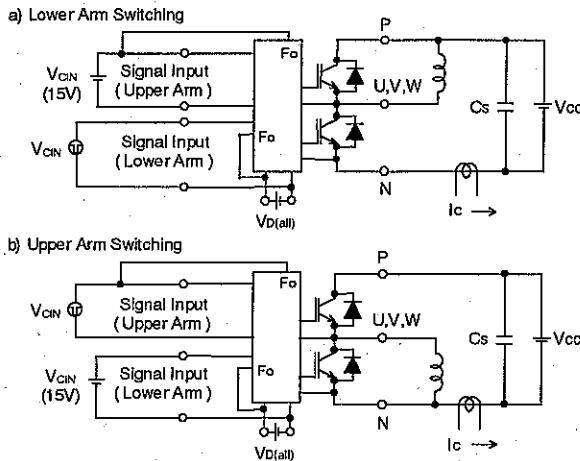 a) Lower Arm Switching
P
Fo
VCIN
(15V)
Signal Input
( Upper Arm )
U,V,W
Cs
Vcc
VCIN
Signal Input
( Lower Arm )
Fo
N
VD(all)
Ic
b) Upper Arm Switching
P
Fo
VCIN
Signal Input
( Upper Arm )
U,V,W
Cs
Vcc
VCIN
(15V)
Signal Input
( Lower Arm )
Fo
N
VD(all)
Ic